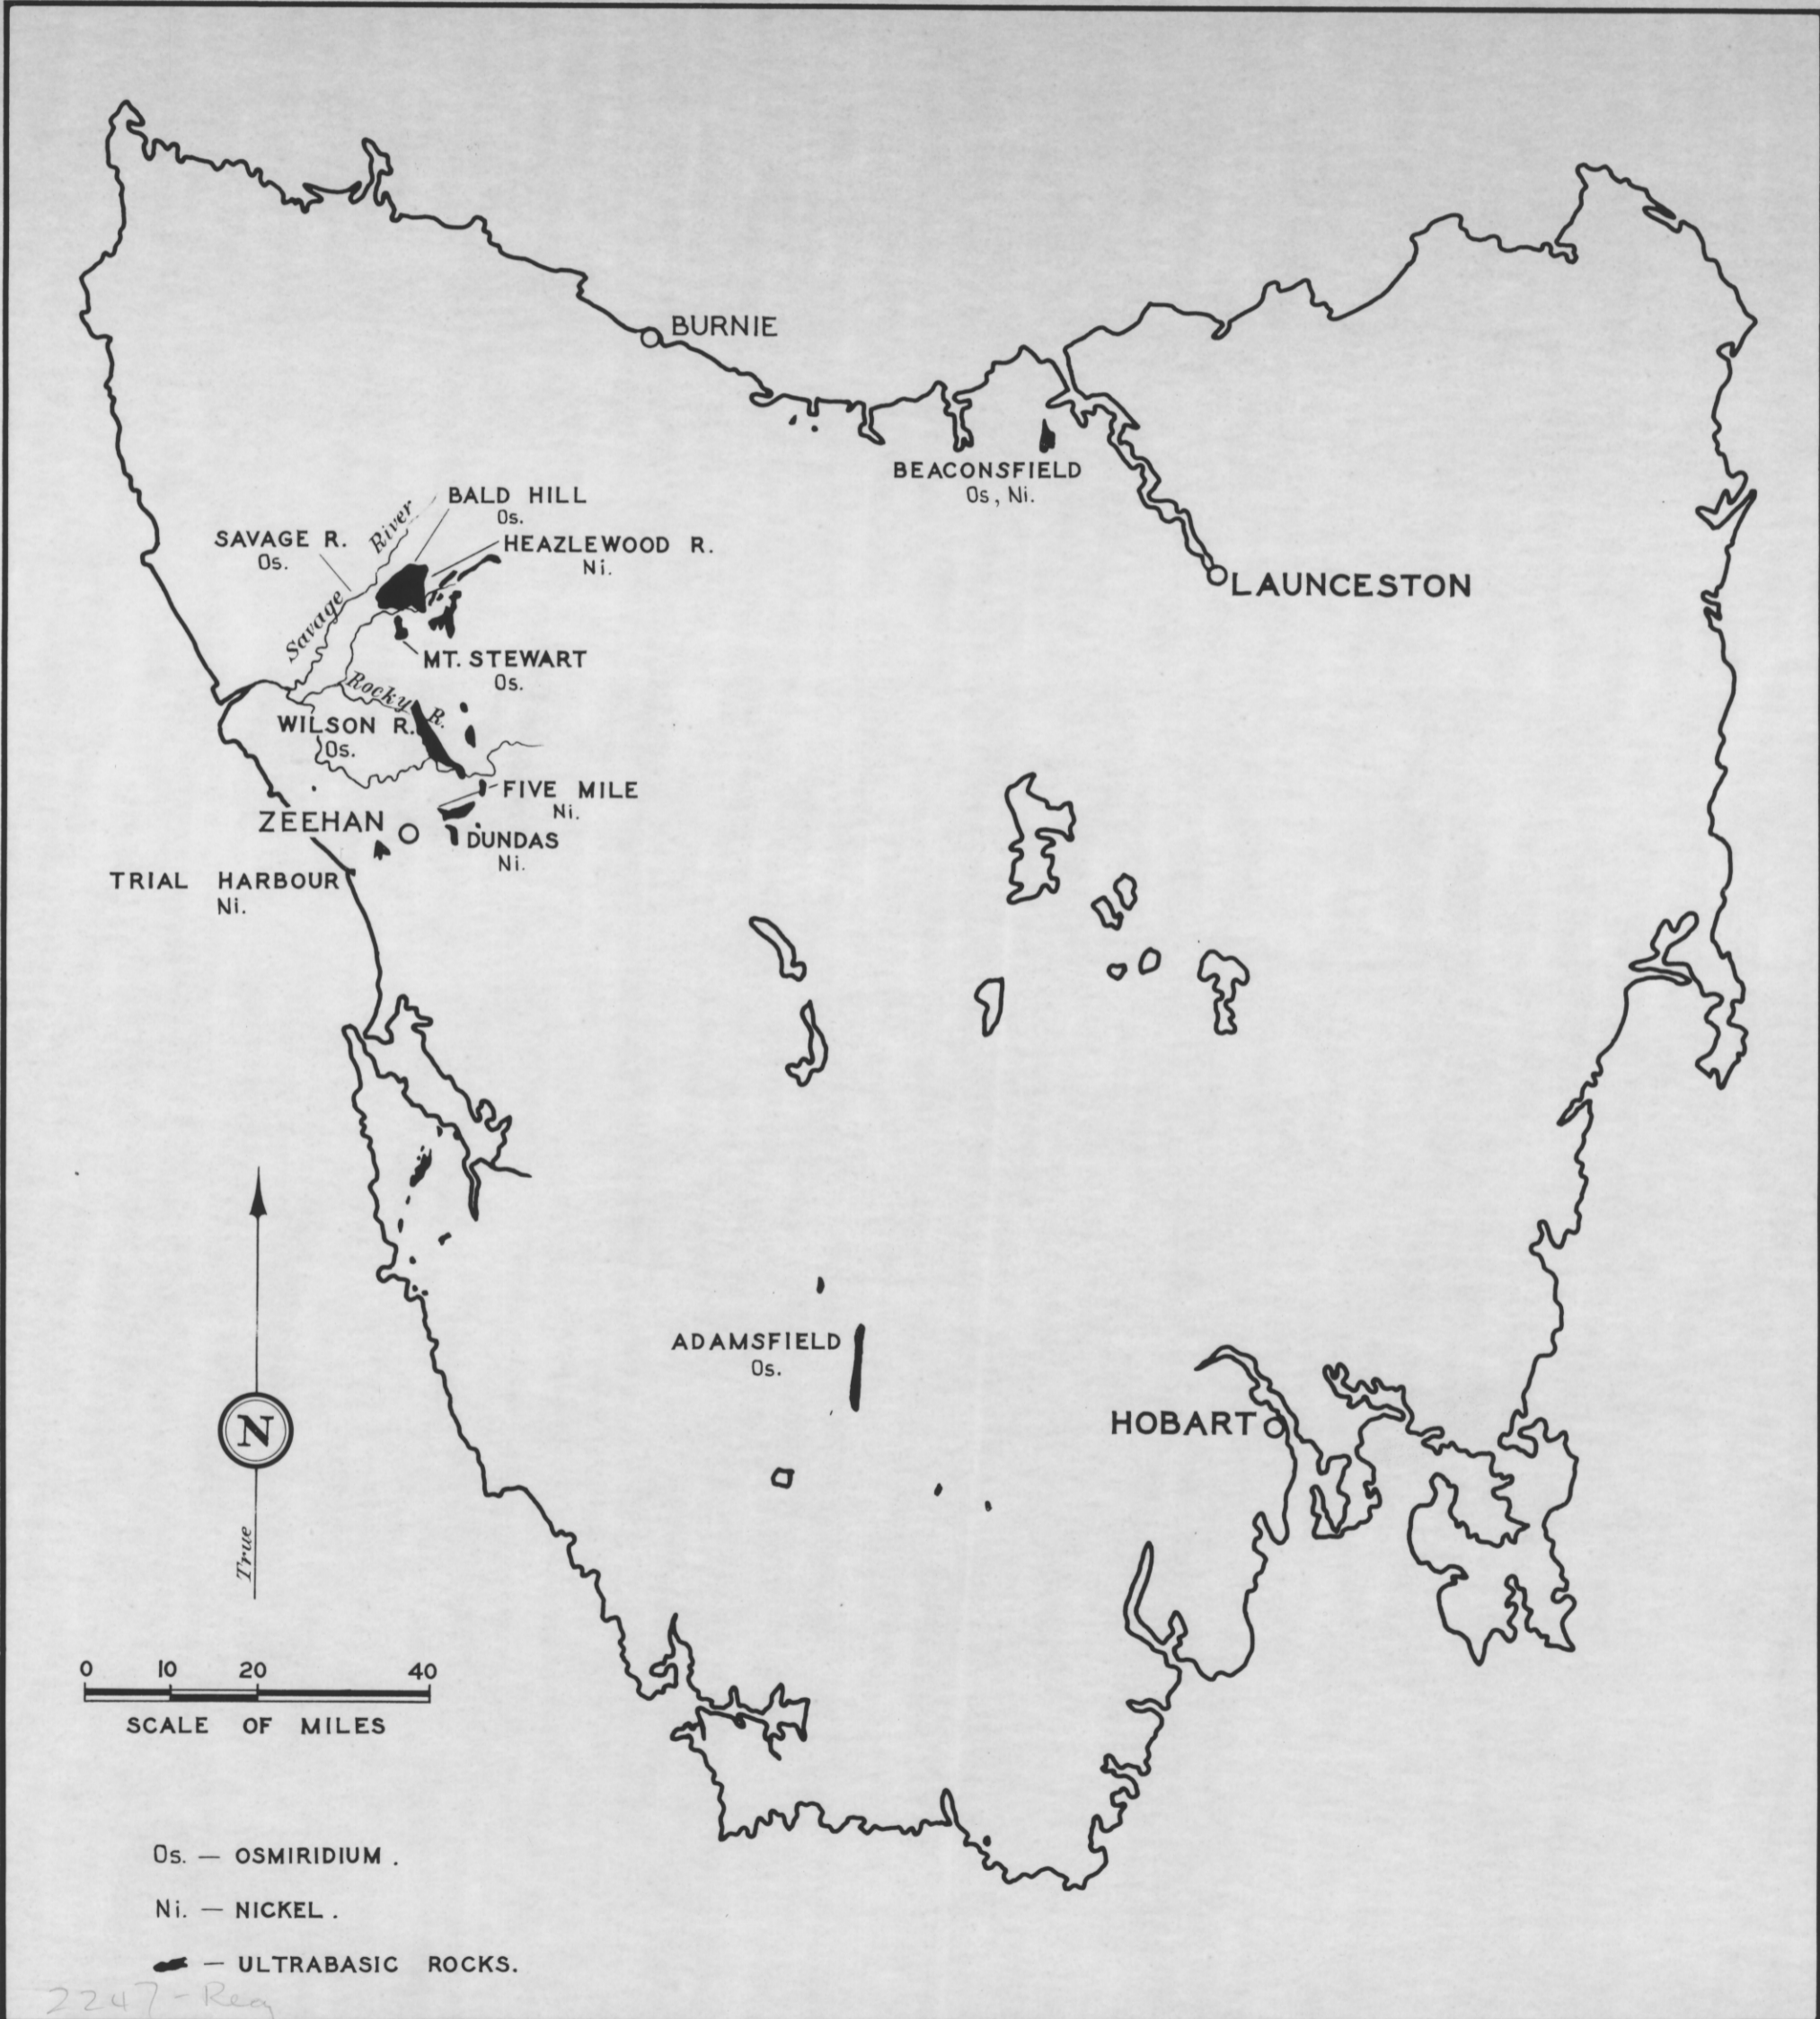 BURNIE
BEACONSFIELD
Os, Ni.
BALD HILL
Os.
SAVAGE R.
Os.
Savage River
HEAZLEWOOD R.
Ni.
LAUNCESTON
MT. STEWART
Os.
Rocky R.
WILSON R.
Os.
FIVE MILE
Ni.
ZEEHAN
DUNDAS
Ni.
TRIAL HARBOUR
Ni.
ADAMSFIELD
Os.
HOBART
N
True
0 10 20 40
SCALE OF MILES
Os. — OSMIRIDIUM.
Ni. — NICKEL.
— ULTRABASIC ROCKS.
2247-Reg